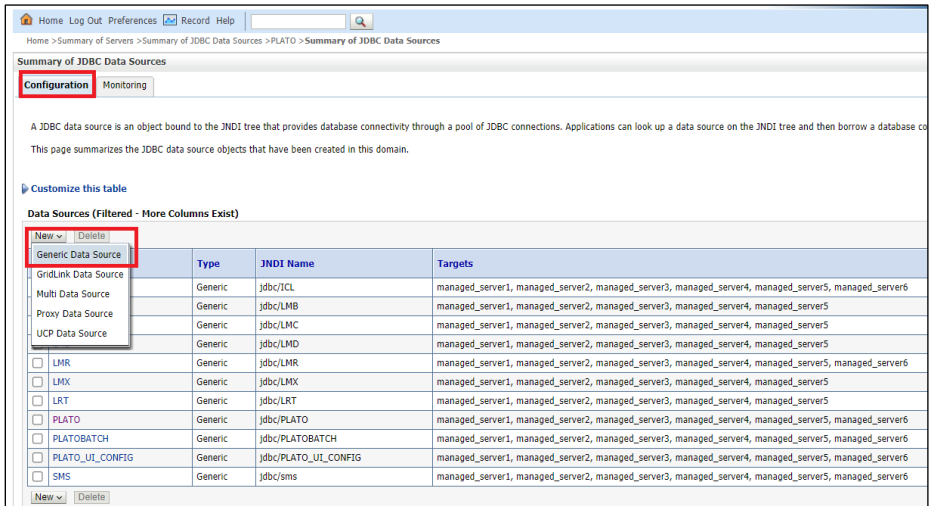 Home Log Out Preferences Record Help
Home >Summary of Servers >Summary of JDBC Data Sources >PLATO >Summary of JDBC Data Sources
Summary of JDBC Data Sources
Configuration Monitoring
A JDBC data source is an object bound to the JNDI tree that provides database connectivity through a pool of JDBC connections. Applications can look up a data source on the JNDI tree and then borrow a database co
This page summarizes the JDBC data source objects that have been created in this domain.
Customize this table
Data Sources (Filtered - More Columns Exist)
New Delete
Generic Data Source
GridLink Data Source
Multi Data Source
Proxy Data Source
UCP Data Source
Type JNDI Name Targets
Generic jdbc/ICL managed_server1, managed_server2, managed_server3, managed_server4, managed_server5, managed_server6
Generic jdbc/LMB managed_server1, managed_server2, managed_server3, managed_server4, managed_server5
Generic jdbc/LMC managed_server1, managed_server2, managed_server3, managed_server4, managed_server5
Generic jdbc/LMD managed_server1, managed_server2, managed_server3, managed_server4, managed_server5
LMR Generic jdbc/LMR managed_server1, managed_server2, managed_server3, managed_server4, managed_server5, managed_server6
LMX Generic jdbc/LMX managed_server1, managed_server2, managed_server3, managed_server4, managed_server5
LRT Generic jdbc/LRT managed_server1, managed_server2, managed_server3, managed_server4, managed_server5
PLATO Generic jdbc/PLATO managed_server1, managed_server2, managed_server3, managed_server4, managed_server5, managed_server6
PLATOBATCH Generic jdbc/PLATOBATCH managed_server1, managed_server2, managed_server3, managed_server4, managed_server5, managed_server6
PLATO_UI_CONFIG Generic jdbc/PLATO_UI_CONFIG managed_server1, managed_server2, managed_server3, managed_server4, managed_server5, managed_server6
SMS Generic jdbc/sms managed_server1, managed_server2, managed_server3, managed_server4, managed_server5, managed_server6
New Delete